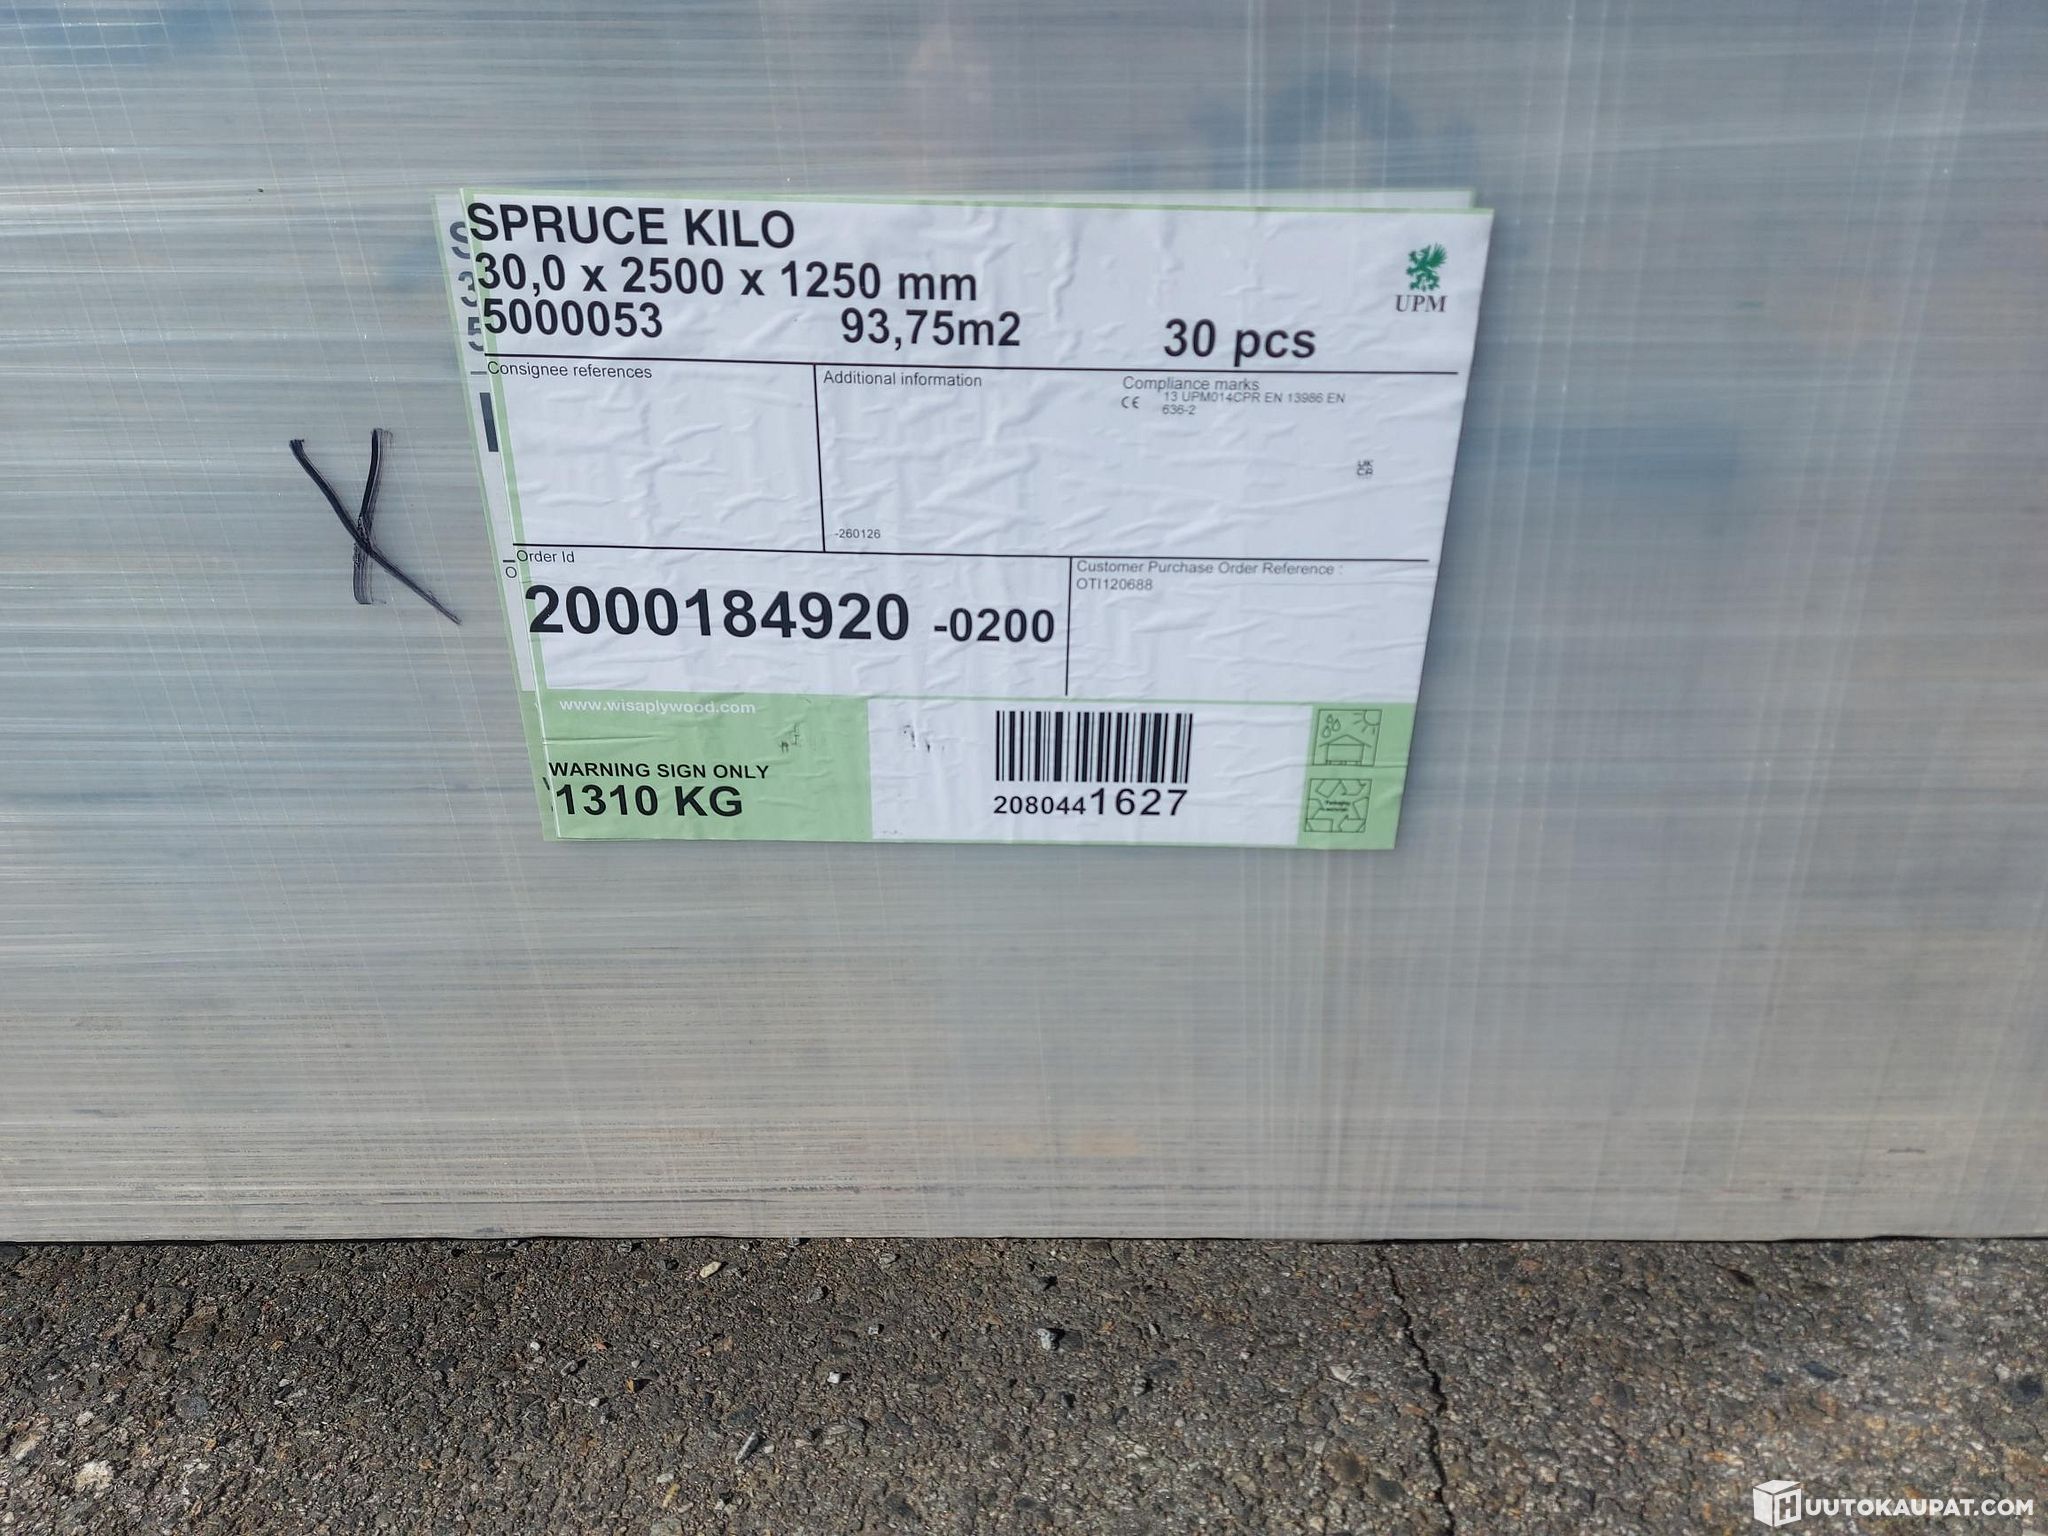 SPRUCE KILO
30,0 x 2500 x 1250 mm
5000053 93,75m2 30 pcs
UPM
Consignee references
Additional information
Compliance marks
CE 13 UPM014CPR EN 13986 EN
636-2
UK
CA
-260126
Order Id
2000184920 -0200
Customer Purchase Order Reference :
OTI120688
www.wisaplywood.com
WARNING SIGN ONLY
1310 KG
2080441627
X
HUUTOKAUPAT.COM